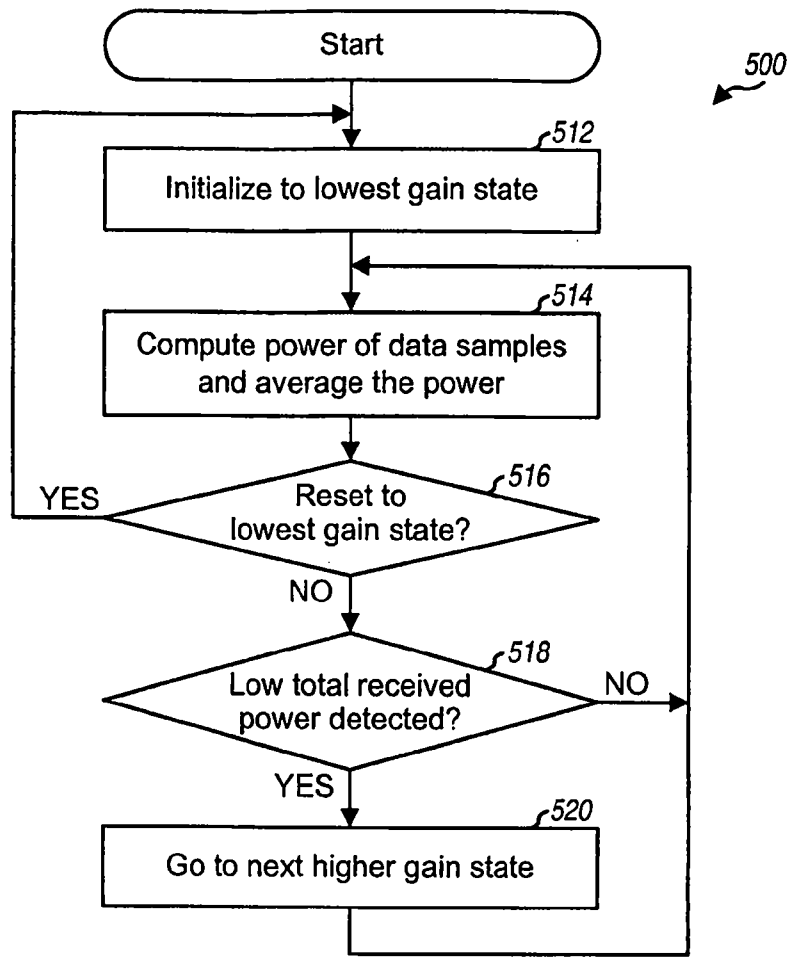 Start
500
512
Initialize to lowest gain state
514
Compute power of data samples
and average the power
516
Reset to
lowest gain state?
YES
NO
518
Low total received
power detected?
NO
YES
520
Go to next higher gain state